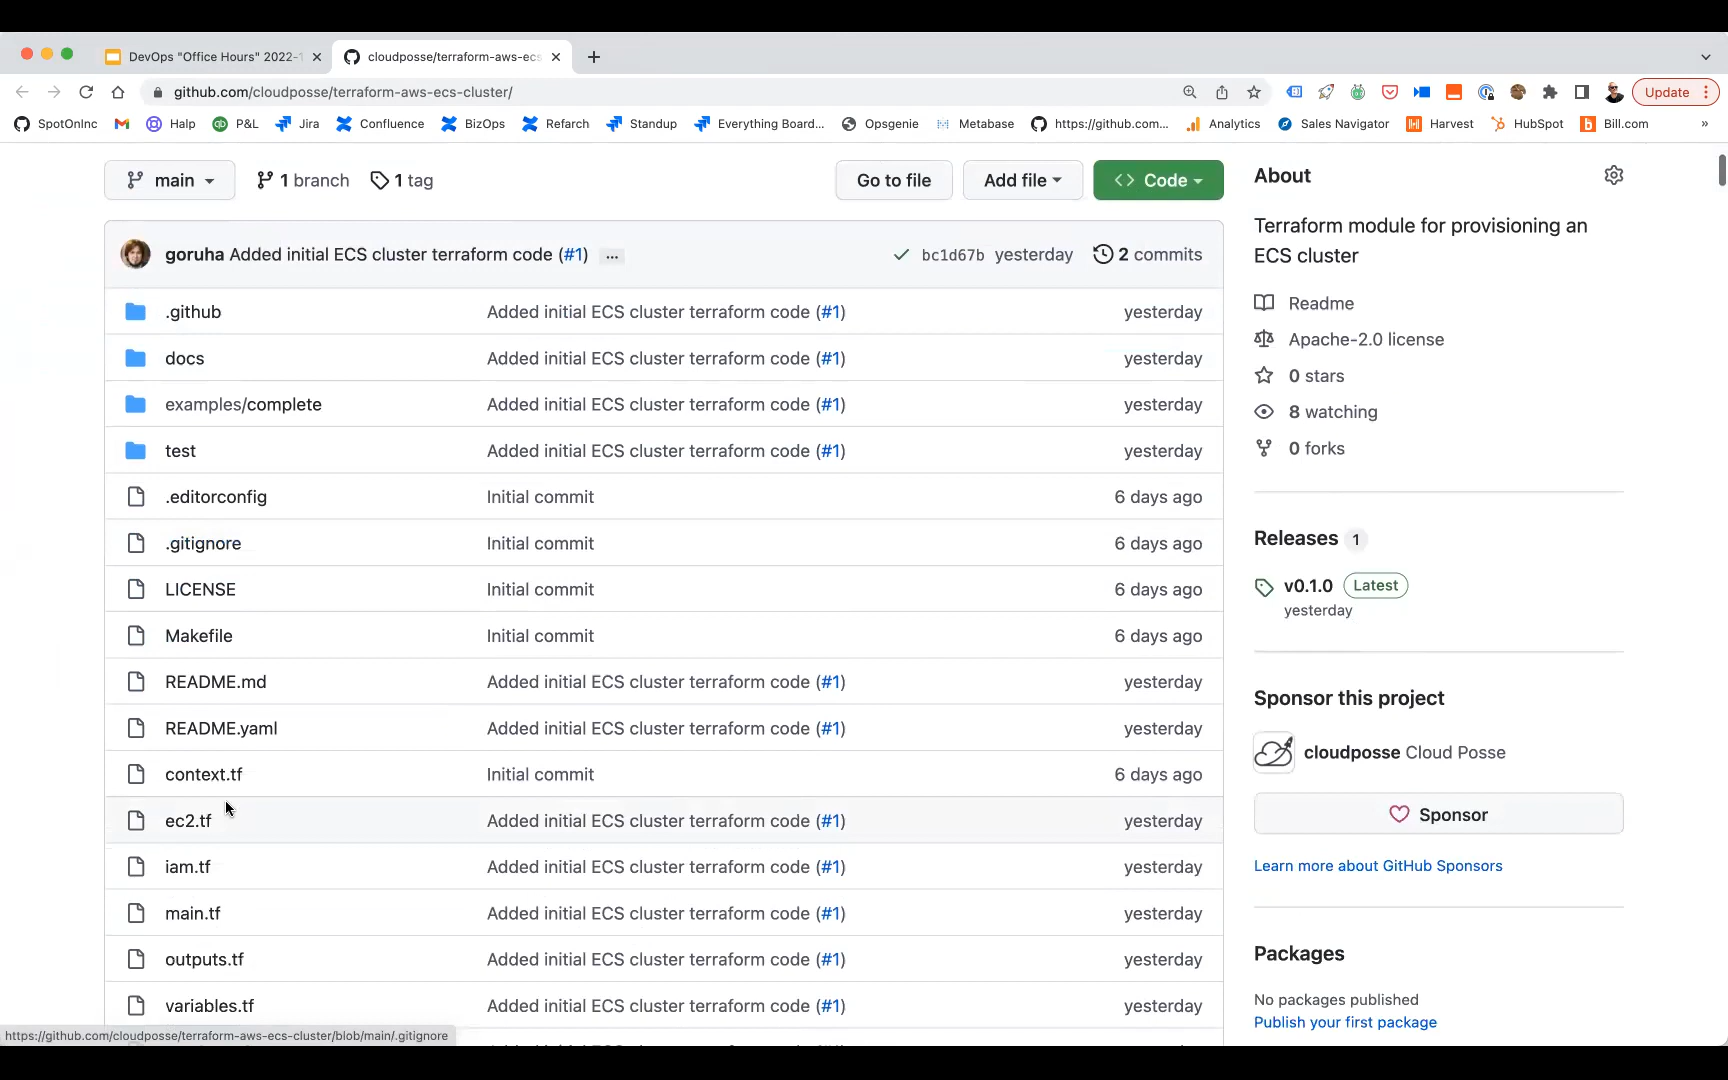 DevOps "Office Hours" 2022-1
cloudposse/terraform-aws-ecs-
github.com/cloudposse/terraform-aws-ecs-cluster/
Update
SpotOnInc
Halp
P&L
Jira
Confluence
BizOps
Refarch
Standup
Everything Board...
Opsgenie
Metabase
https://github.com...
Analytics
Sales Navigator
Harvest
HubSpot
Bill.com
»
main
1 branch
1 tag
Go to file
Add file
Code
goruha Added initial ECS cluster terraform code (#1) ...
bc1d67b yesterday
2 commits
.github Added initial ECS cluster terraform code (#1) yesterday
docs Added initial ECS cluster terraform code (#1) yesterday
examples/complete Added initial ECS cluster terraform code (#1) yesterday
test Added initial ECS cluster terraform code (#1) yesterday
.editorconfig Initial commit 6 days ago
.gitignore Initial commit 6 days ago
LICENSE Initial commit 6 days ago
Makefile Initial commit 6 days ago
README.md Added initial ECS cluster terraform code (#1) yesterday
README.yaml Added initial ECS cluster terraform code (#1) yesterday
context.tf Initial commit 6 days ago
ec2.tf Added initial ECS cluster terraform code (#1) yesterday
iam.tf Added initial ECS cluster terraform code (#1) yesterday
main.tf Added initial ECS cluster terraform code (#1) yesterday
outputs.tf Added initial ECS cluster terraform code (#1) yesterday
variables.tf Added initial ECS cluster terraform code (#1) yesterday
https://github.com/cloudposse/terraform-aws-ecs-cluster/blob/main/.gitignore
About
Terraform module for provisioning an
ECS cluster
Readme
Apache-2.0 license
0 stars
8 watching
0 forks
Releases 1
v0.1.0 Latest
yesterday
Sponsor this project
cloudposse Cloud Posse
Sponsor
Learn more about GitHub Sponsors
Packages
No packages published
Publish your first package